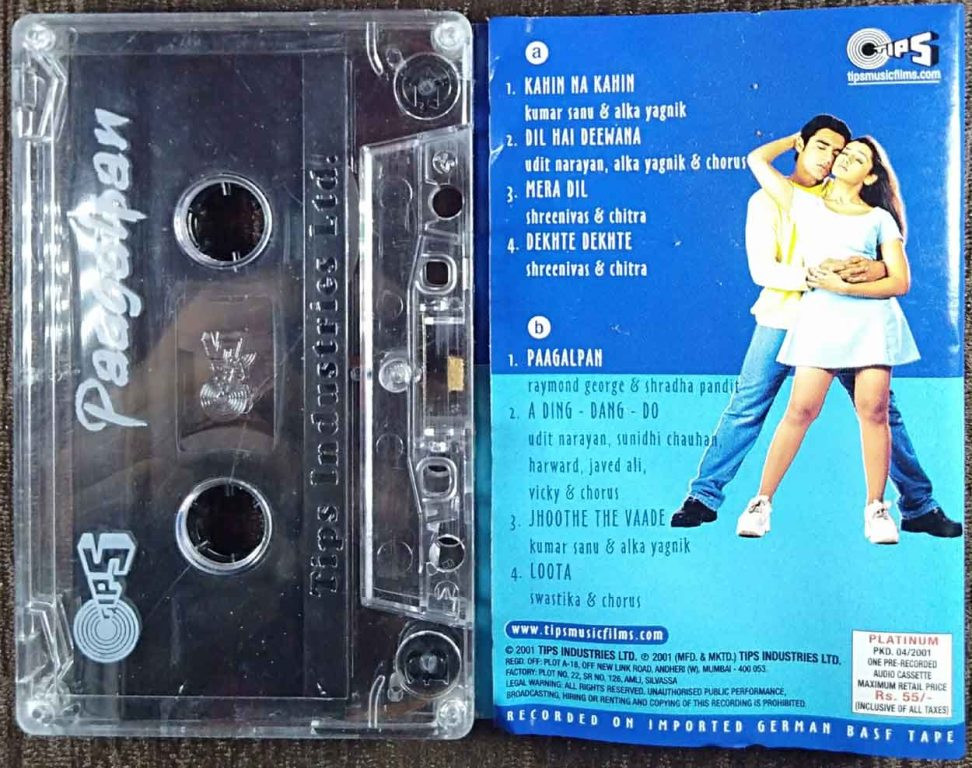 Paagalpan
TIPS
Tips Industries Ltd.
TIPS
tipsmusicfilms.com
a
1. KAHIN NA KAHIN
kumar sanu & alka yagnik
2. DIL HAI DEEWANA
udit narayan, alka yagnik & chorus
3. MERA DIL
shreenivas & chitra
4. DEKHTE DEKHTE
shreenivas & chitra
b
1. PAAGALPAN
raymond george & shradha pandit
2. A DING - DANG - DO
udit narayan, sunidhi chauhan,
harward, javed ali,
vicky & chorus
3. JHOOTHE THE VAADE
kumar sanu & alka yagnik
4. LOOTA
swastika & chorus
www.tipsmusicfilms.com
© 2001 TIPS INDUSTRIES LTD. ℗ 2001 (MFD. & MKTD.) TIPS INDUSTRIES LTD.
REGD. OFF: PLOT A-18, OFF NEW LINK ROAD, ANDHERI (W), MUMBAI - 400 053.
FACTORY: PLOT NO. 22, SR NO. 126, AMLI, SILVASSA
LEGAL WARNING: ALL RIGHTS RESERVED. UNAUTHORISED PUBLIC PERFORMANCE,
BROADCASTING, HIRING OR RENTING AND COPYING OF THIS RECORDING IS PROHIBITED.
PLATINUM
PKD. 04/2001
ONE PRE-RECORDED
AUDIO CASSETTE
MAXIMUM RETAIL PRICE
Rs. 55/-
(INCLUSIVE OF ALL TAXES)
RECORDED ON IMPORTED GERMAN BASF TAPE